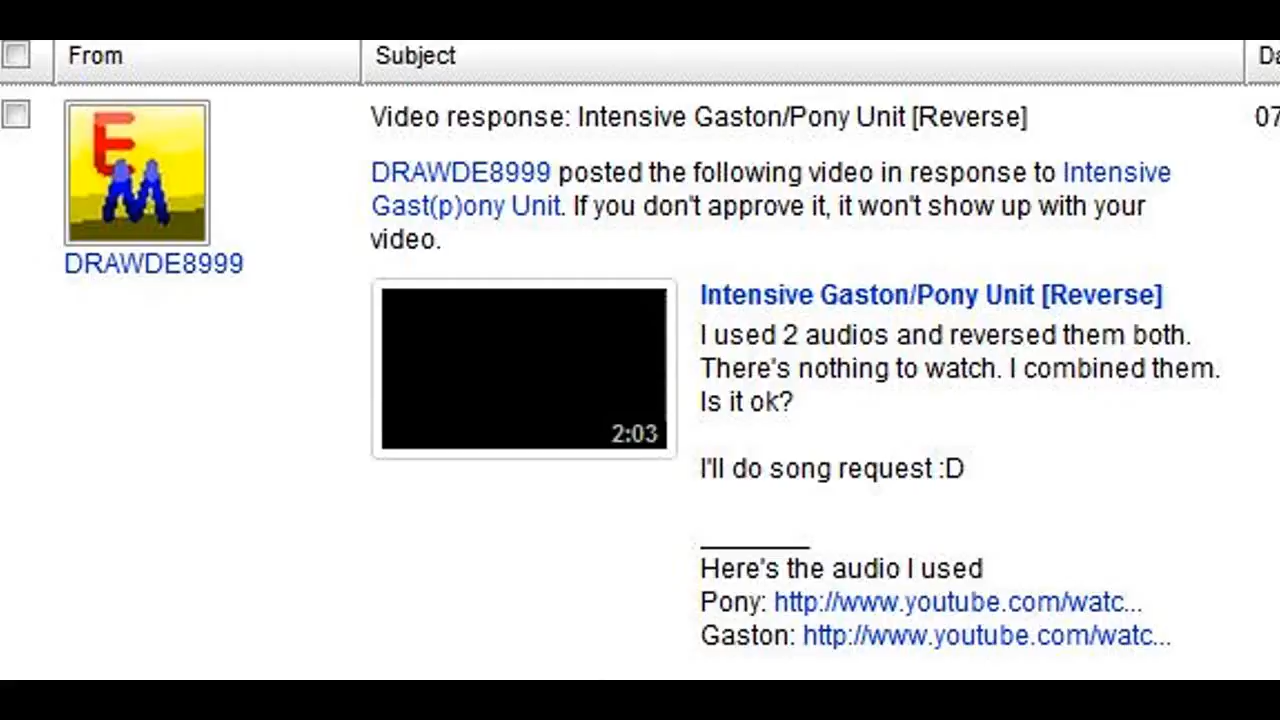 From
Subject
Da
EM
Video response: Intensive Gaston/Pony Unit [Reverse]
07
DRAWDE8999
DRAWDE8999 posted the following video in response to Intensive
Gast(p)ony Unit. If you don't approve it, it won't show up with your
video.
2:03
Intensive Gaston/Pony Unit [Reverse]
I used 2 audios and reversed them both.
There's nothing to watch. I combined them.
Is it ok?
I'll do song request :D
Here's the audio I used
Pony: http://www.youtube.com/watc...
Gaston: http://www.youtube.com/watc...